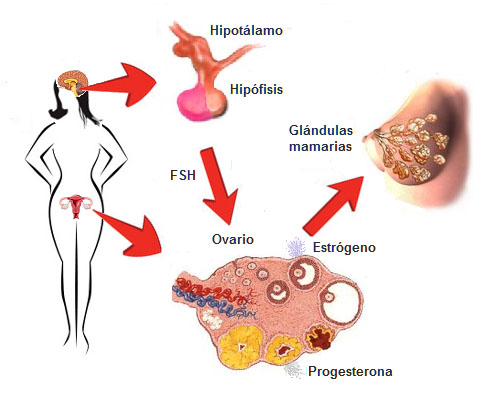 Hipotálamo
Hipófisis
Glándulas
mamarias
FSH
Ovario
Estrógeno
Progesterona